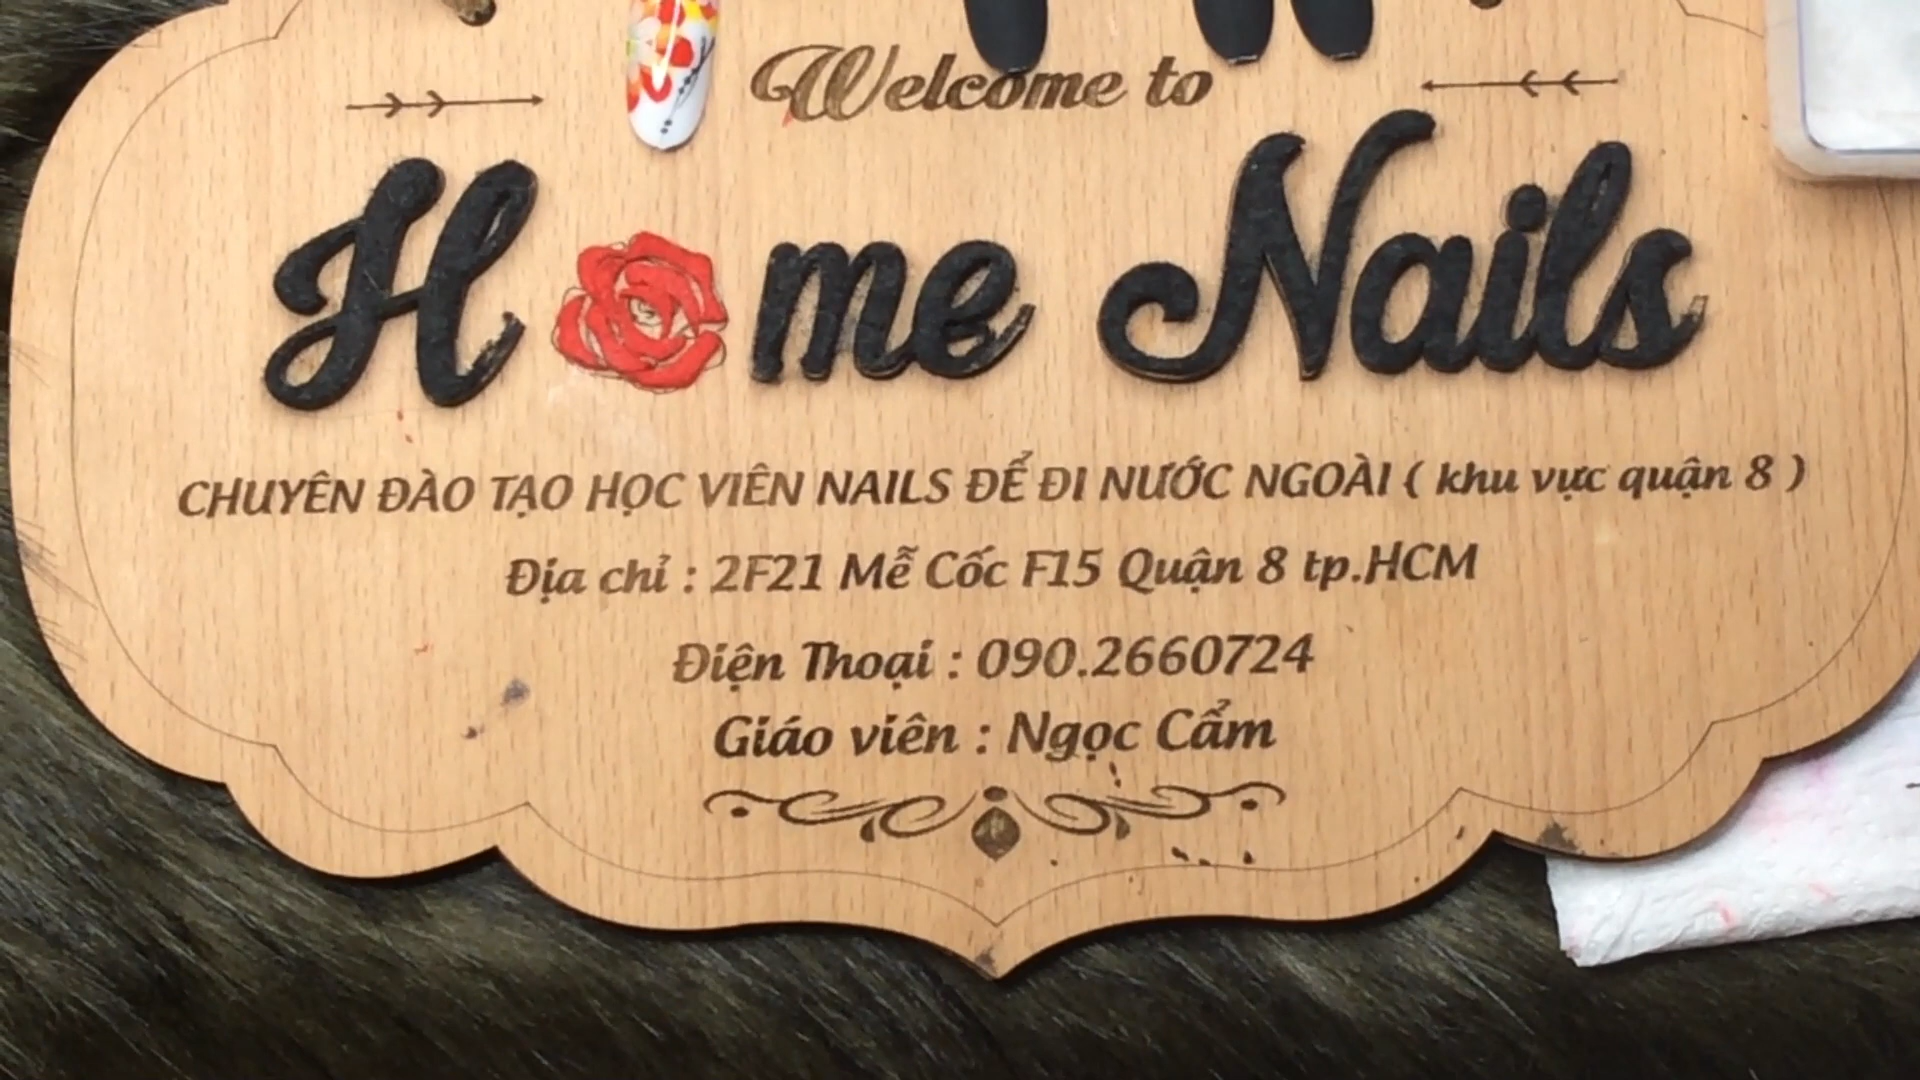 Welcome to
Home Nails
CHUYÊN ĐÀO TẠO HỌC VIÊN NAILS ĐỂ ĐI NƯỚC NGOÀI ( khu vực quận 8 )
Địa chỉ : 2F21 Mễ Cốc F15 Quận 8 tp.HCM
Điện Thoại : 090.2660724
Giáo viên : Ngọc Cẩm